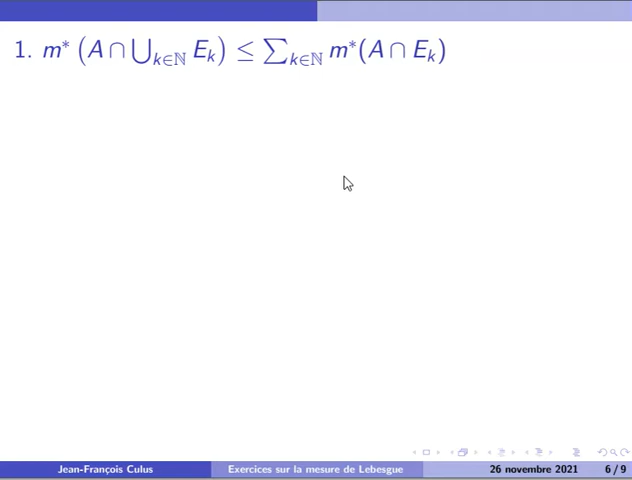 1. m* (A ∩ ⋃_{k∈ℕ} E_k) ≤ ∑_{k∈ℕ} m*(A ∩ E_k)
Jean-François Culus Exercices sur la mesure de Lebesgue 26 novembre 2021 6 / 9